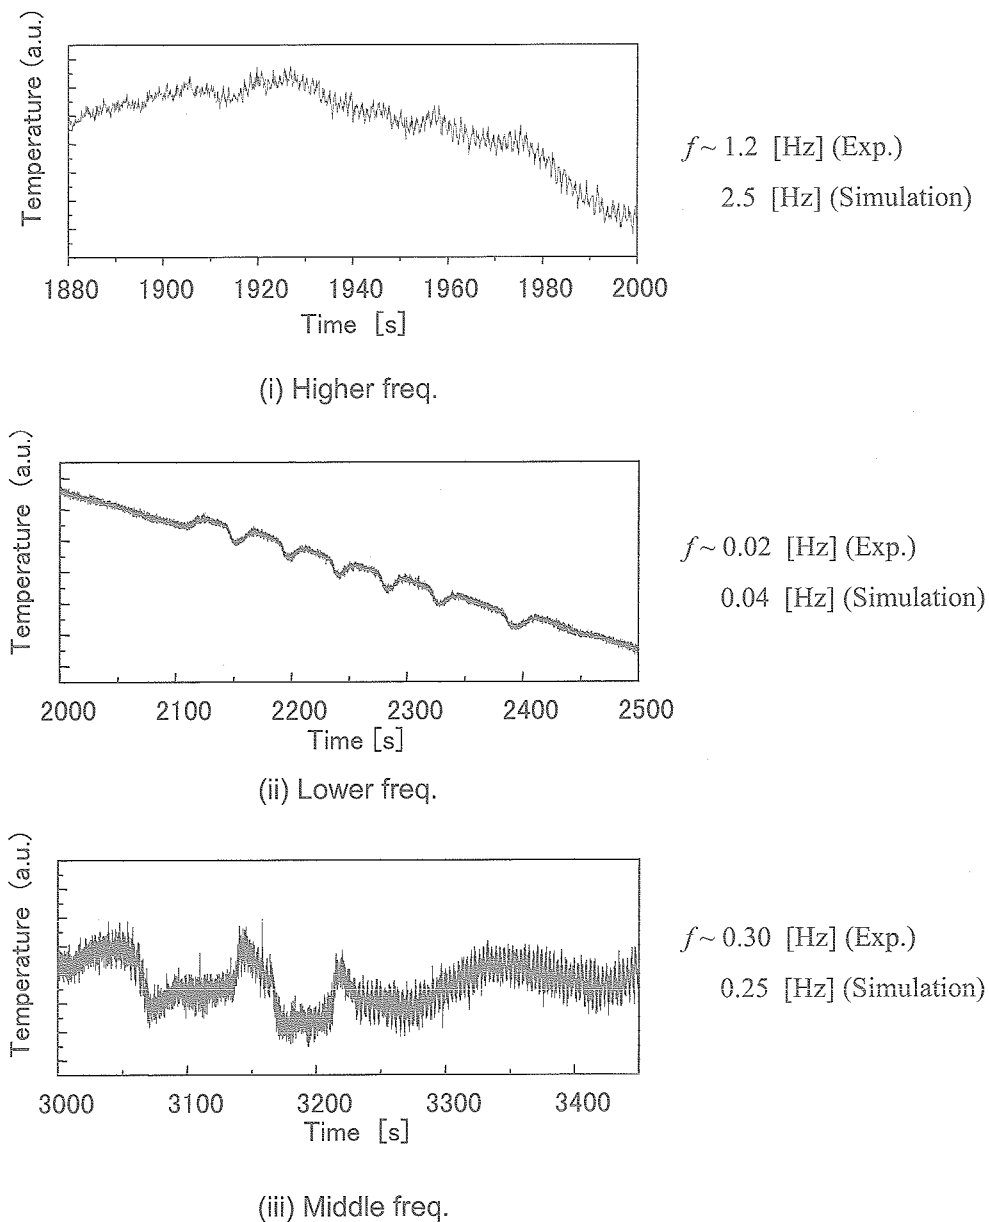 Temperature (a.u.)
1880 1900 1920 1940 1960 1980 2000
Time [s]
f ~ 1.2 [Hz] (Exp.)
2.5 [Hz] (Simulation)
(i) Higher freq.
Temperature (a.u.)
2000 2100 2200 2300 2400 2500
Time [s]
f ~ 0.02 [Hz] (Exp.)
0.04 [Hz] (Simulation)
(ii) Lower freq.
Temperature (a.u.)
3000 3100 3200 3300 3400
Time [s]
f ~ 0.30 [Hz] (Exp.)
0.25 [Hz] (Simulation)
(iii) Middle freq.